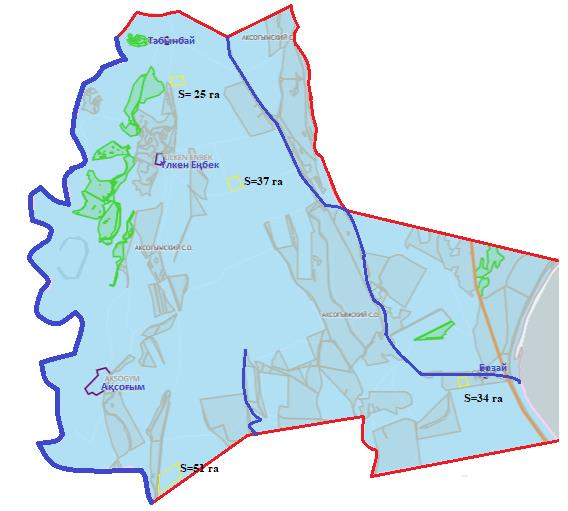 АКСОГЫМСКИЙ С.О.
Табынбай
S= 25 га
ULKEN ENBEK
Үлкен Еңбек
S=37 га
АКСОГЫМСКИЙ С.О.
АКСОГЫМСКИЙ С.О.
Бозай
AKSOGYM
Ақсоғым
S=34 га
S=51 га